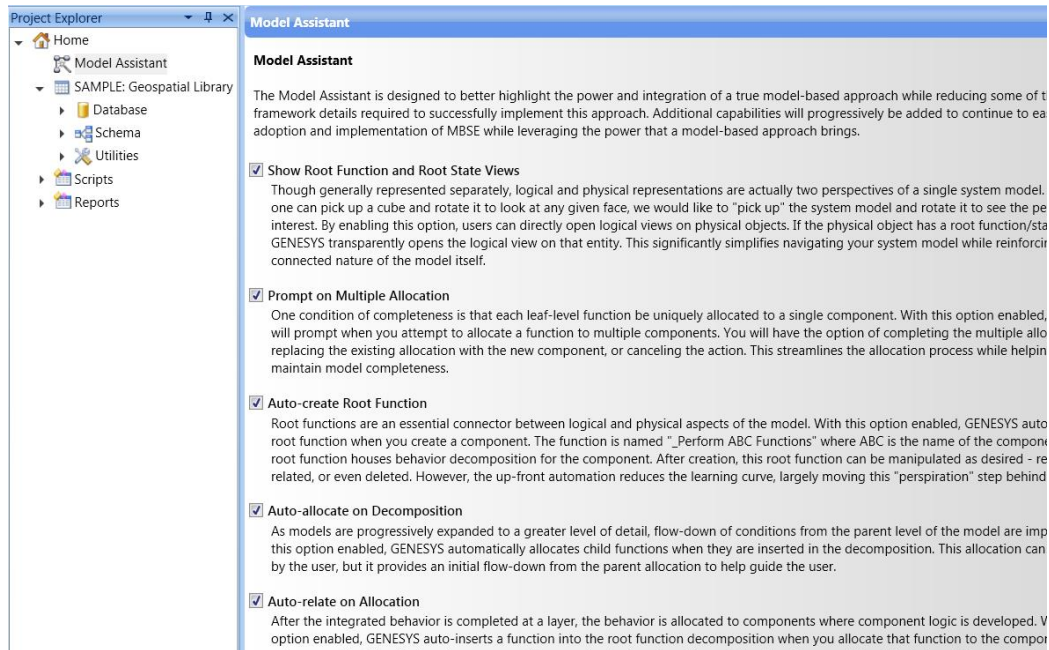 Project Explorer
Home
Model Assistant
SAMPLE: Geospatial Library
Database
Schema
Utilities
Scripts
Reports
Model Assistant
Model Assistant
The Model Assistant is designed to better highlight the power and integration of a true model-based approach while reducing some of
framework details required to successfully implement this approach. Additional capabilities will progressively be added to continue to
adoption and implementation of MBSE while leveraging the power that a model-based approach brings.
Show Root Function and Root State Views
Though generally represented separately, logical and physical representations are actually two perspectives of a single system model.
one can pick up a cube and rotate it to look at any given face, we would like to "pick up" the system model and rotate it to see the
interest. By enabling this option, users can directly open logical views on physical objects. If the physical object has a root
GENESYS transparently opens the logical view on that entity. This significantly simplifies navigating your system model while
connected nature of the model itself.
Prompt on Multiple Allocation
One condition of completeness is that each leaf-level function be uniquely allocated to a single component. With this option enabled,
will prompt when you attempt to allocate a function to multiple components. You will have the option of completing the multiple
replacing the existing allocation with the new component, or canceling the action. This streamlines the allocation process while
maintain model completeness.
Auto-create Root Function
Root functions are an essential connector between logical and physical aspects of the model. With this option enabled, GENESYS
root function when you create a component. The function is named "_Perform ABC Functions" where ABC is the name of the
root function houses behavior decomposition for the component. After creation, this root function can be manipulated as desired -
related, or even deleted. However, the up-front automation reduces the learning curve, largely moving this "perspiration" step behind
Auto-allocate on Decomposition
As models are progressively expanded to a greater level of detail, flow-down of conditions from the parent level of the model are
this option enabled, GENESYS automatically allocates child functions when they are inserted in the decomposition. This allocation can
by the user, but it provides an initial flow-down from the parent allocation to help guide the user.
Auto-relate on Allocation
After the integrated behavior is completed at a layer, the behavior is allocated to components where component logic is developed.
option enabled, GENESYS auto-inserts a function into the root function decomposition when you allocate that function to the